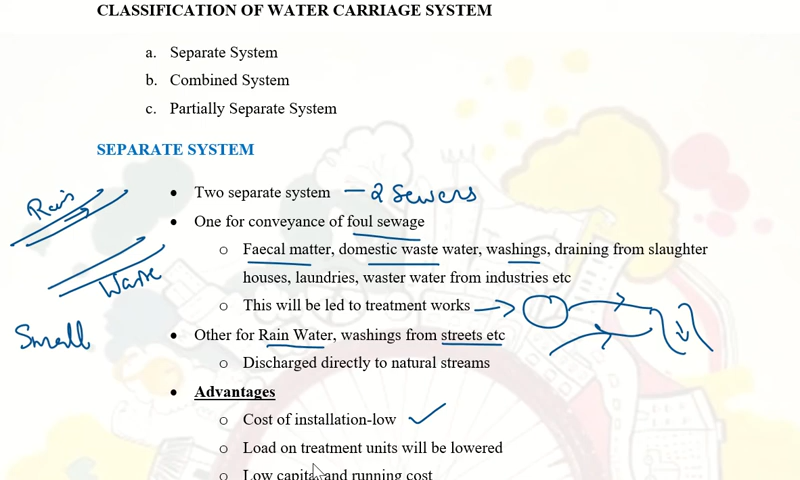 CLASSIFICATION OF WATER CARRIAGE SYSTEM
a. Separate System
b. Combined System
c. Partially Separate System
SEPARATE SYSTEM
• Two separate system — 2 Sewers
• One for conveyance of foul sewage
Rain
o Faecal matter, domestic waste water, washings, draining from slaughter
houses, laundries, waster water from industries etc
Waste
o This will be led to treatment works
Small
• Other for Rain Water, washings from streets etc
o Discharged directly to natural streams
• Advantages
o Cost of installation-low
o Load on treatment units will be lowered
o Low capital and running cost